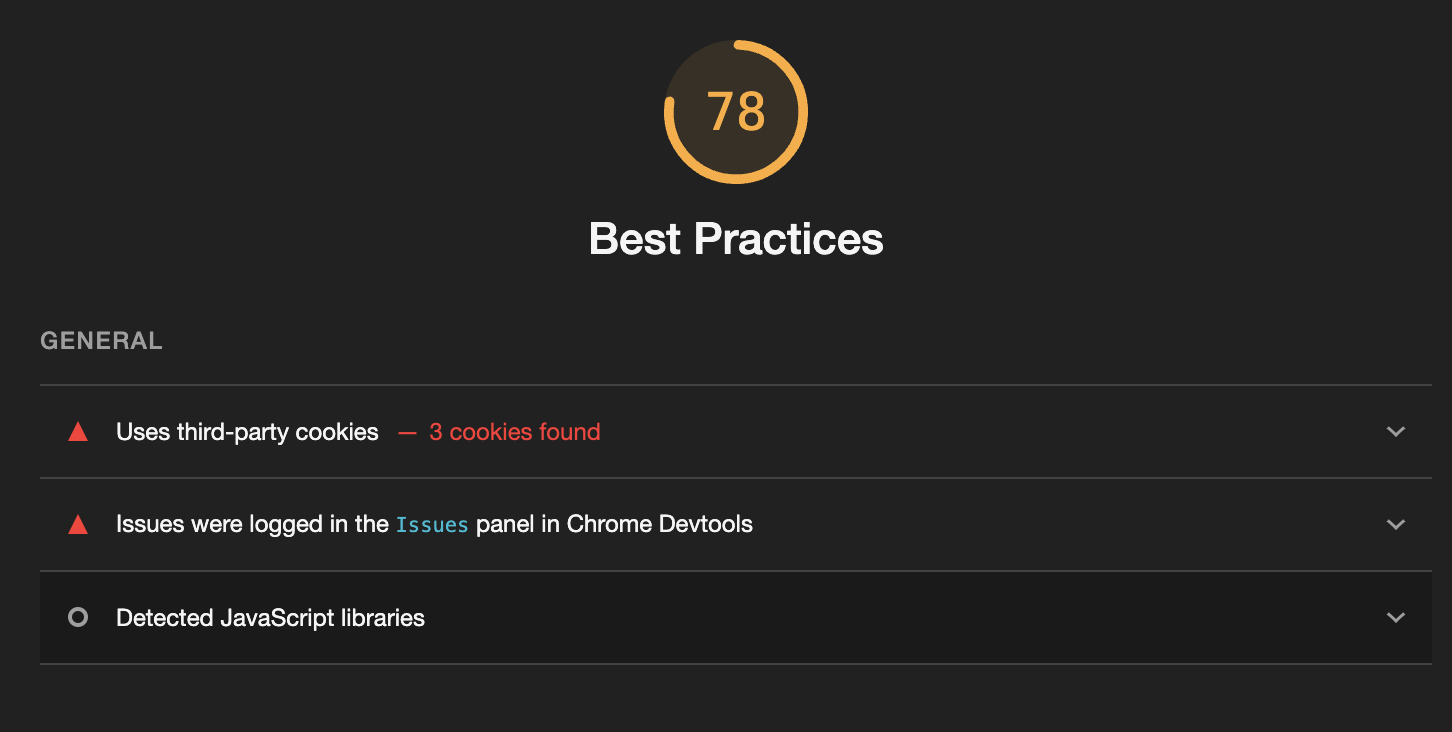 78
Best Practices
GENERAL
Uses third-party cookies — 3 cookies found
Issues were logged in the Issues panel in Chrome Devtools
Detected JavaScript libraries